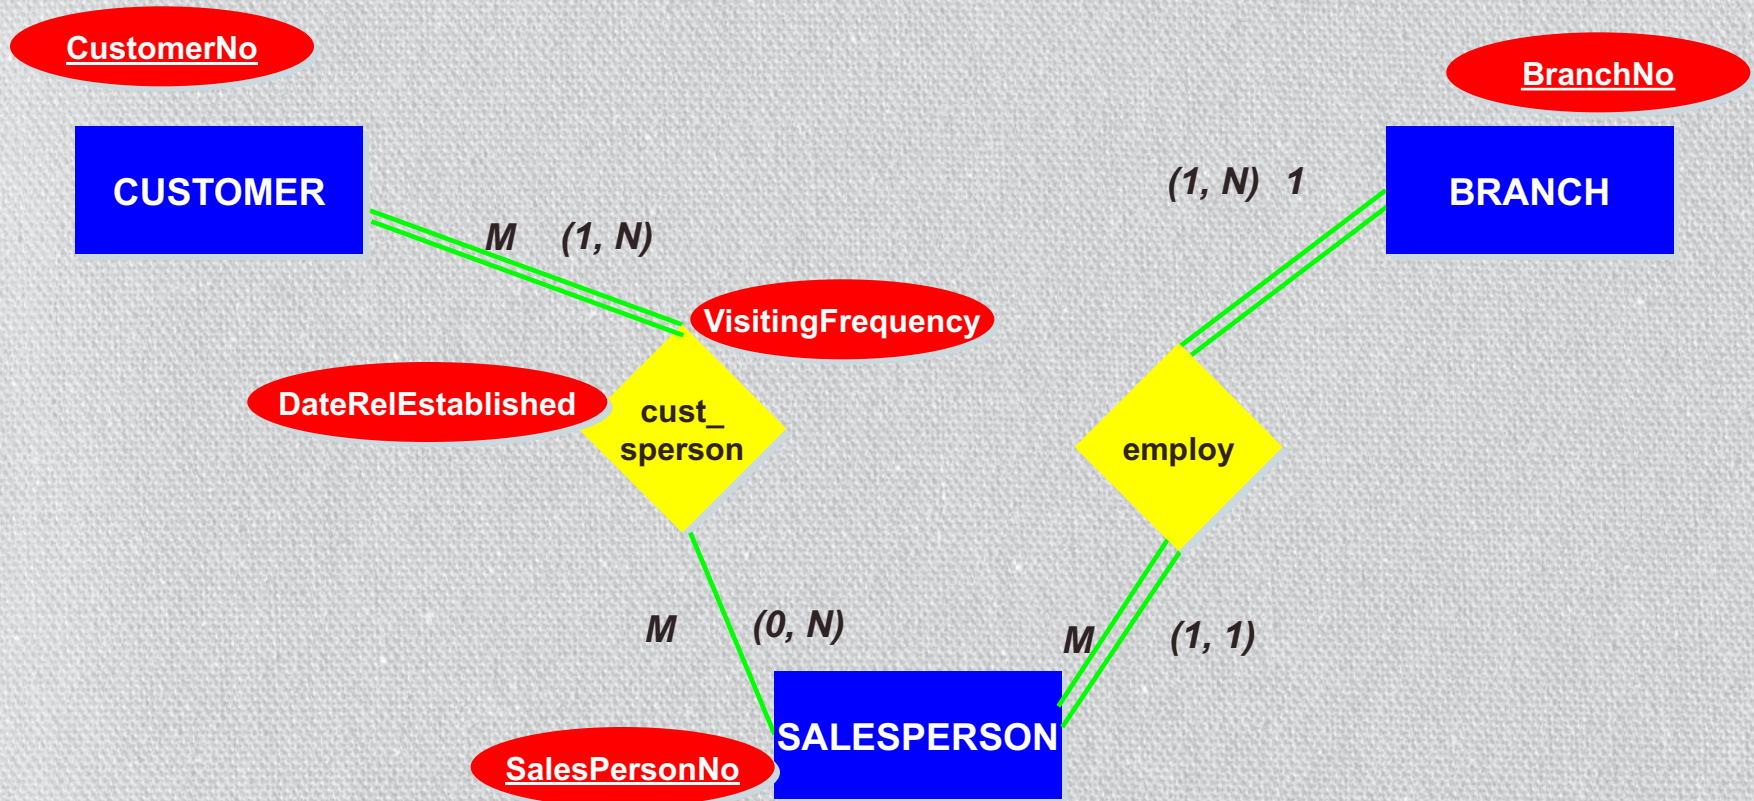 CustomerNo
BranchNo
CUSTOMER
(1, N) 1
BRANCH
M (1, N)
VisitingFrequency
DateRelEstablished
cust_
sperson
employ
M (0, N)
M (1, 1)
SALESPERSON
SalesPersonNo